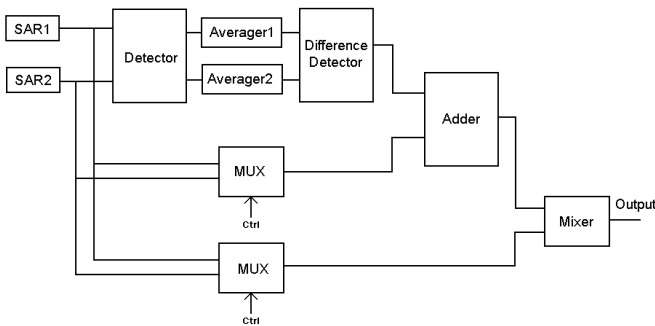 SAR1
SAR2
Detector
Averager1
Averager2
Difference
Detector
Adder
MUX
Ctrl
MUX
Ctrl
Mixer
Output